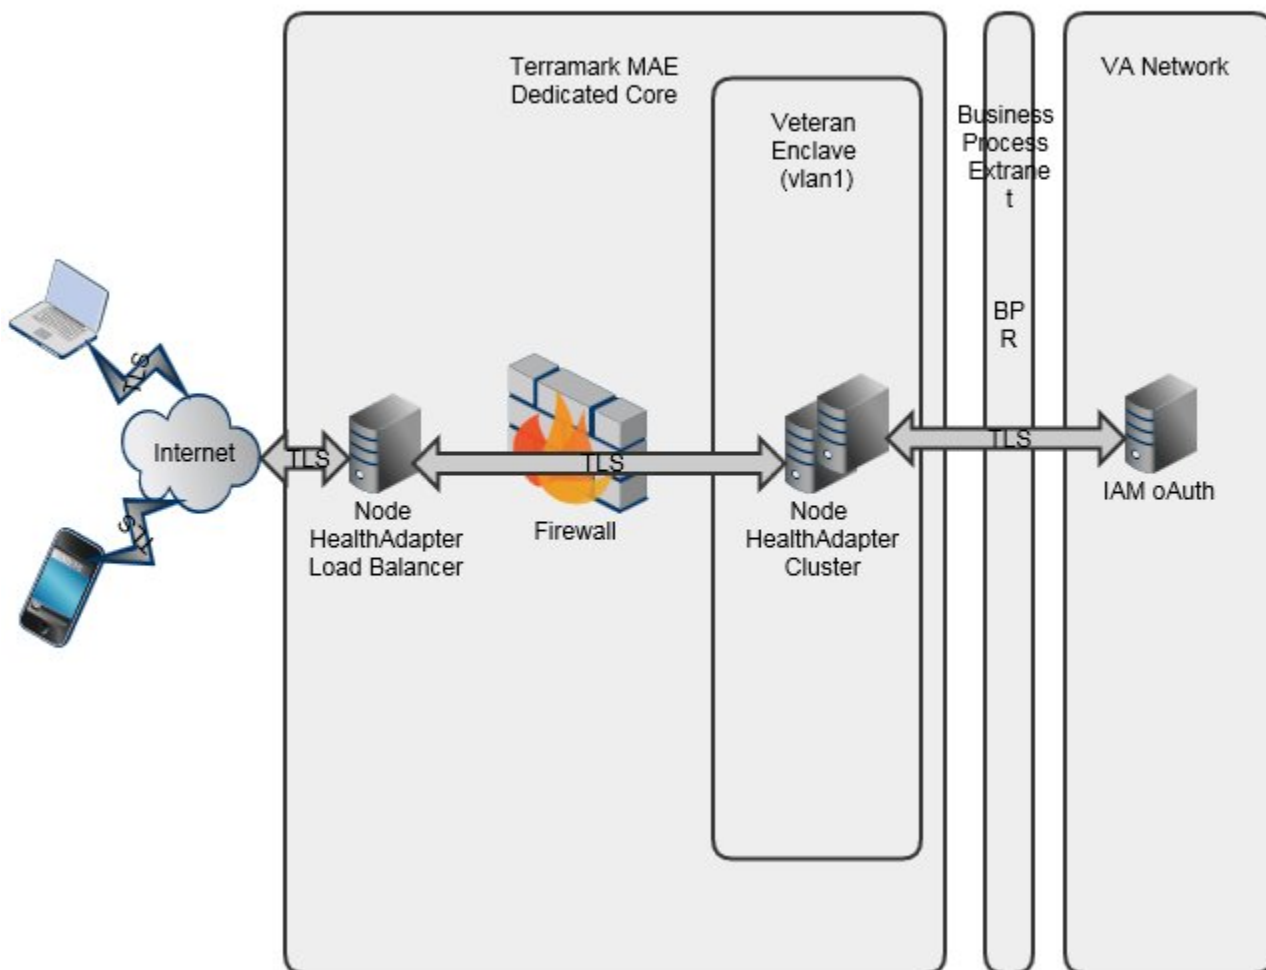 Terramark MAE
Dedicated Core
VA Network
Veteran
Enclave
(vlan1)
Business
Process
Extrane
t
BP
R
TLS
Internet
TLS
TLS
TLS
TLS
Node
HealthAdapter
Load Balancer
Firewall
Node
HealthAdapter
Cluster
IAM oAuth